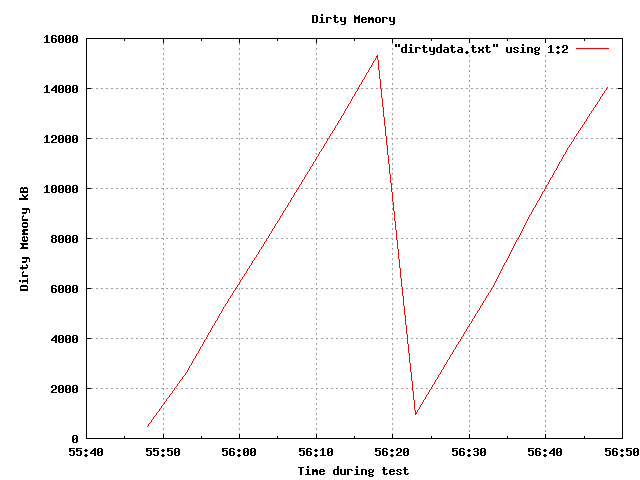 Dirty Memory
"dirtydata.txt" using 1:2
16000
14000
12000
10000
8000
6000
4000
2000
0
Dirty Memory kB
55:40 55:50 56:00 56:10 56:20 56:30 56:40 56:50
Time during test